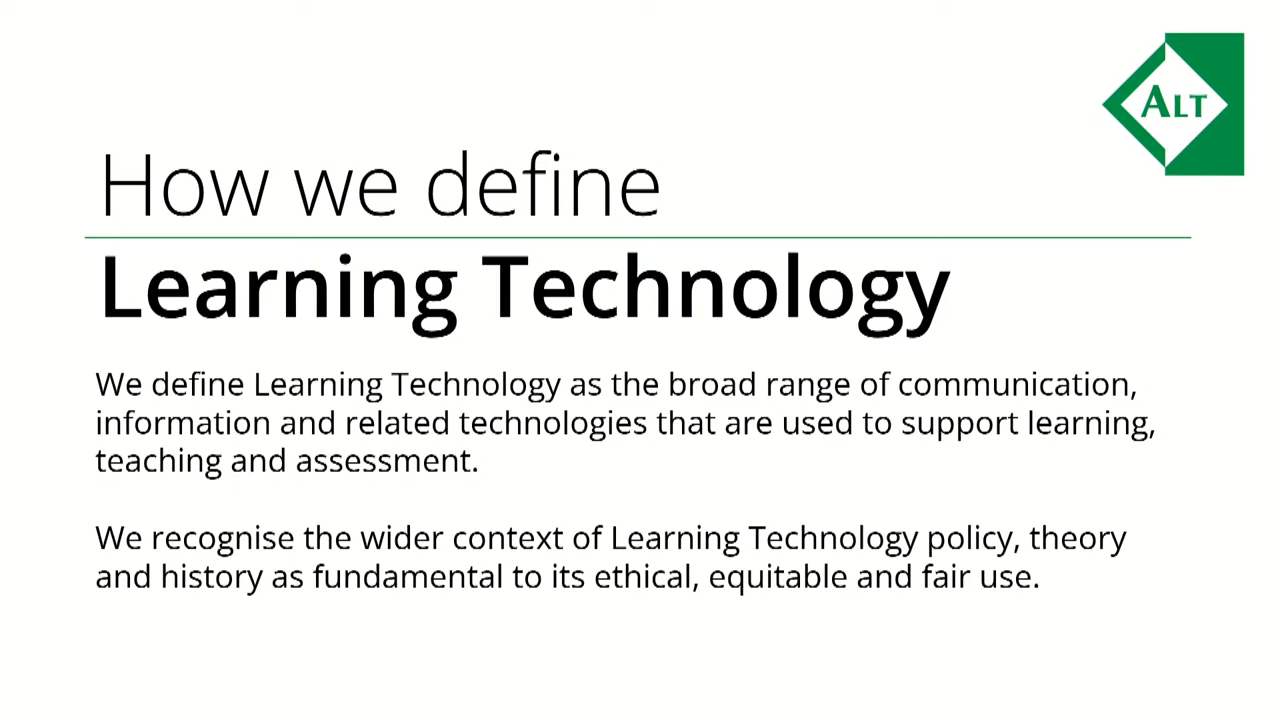 ALT
How we define
Learning Technology
We define Learning Technology as the broad range of communication,
information and related technologies that are used to support learning,
teaching and assessment.
We recognise the wider context of Learning Technology policy, theory
and history as fundamental to its ethical, equitable and fair use.